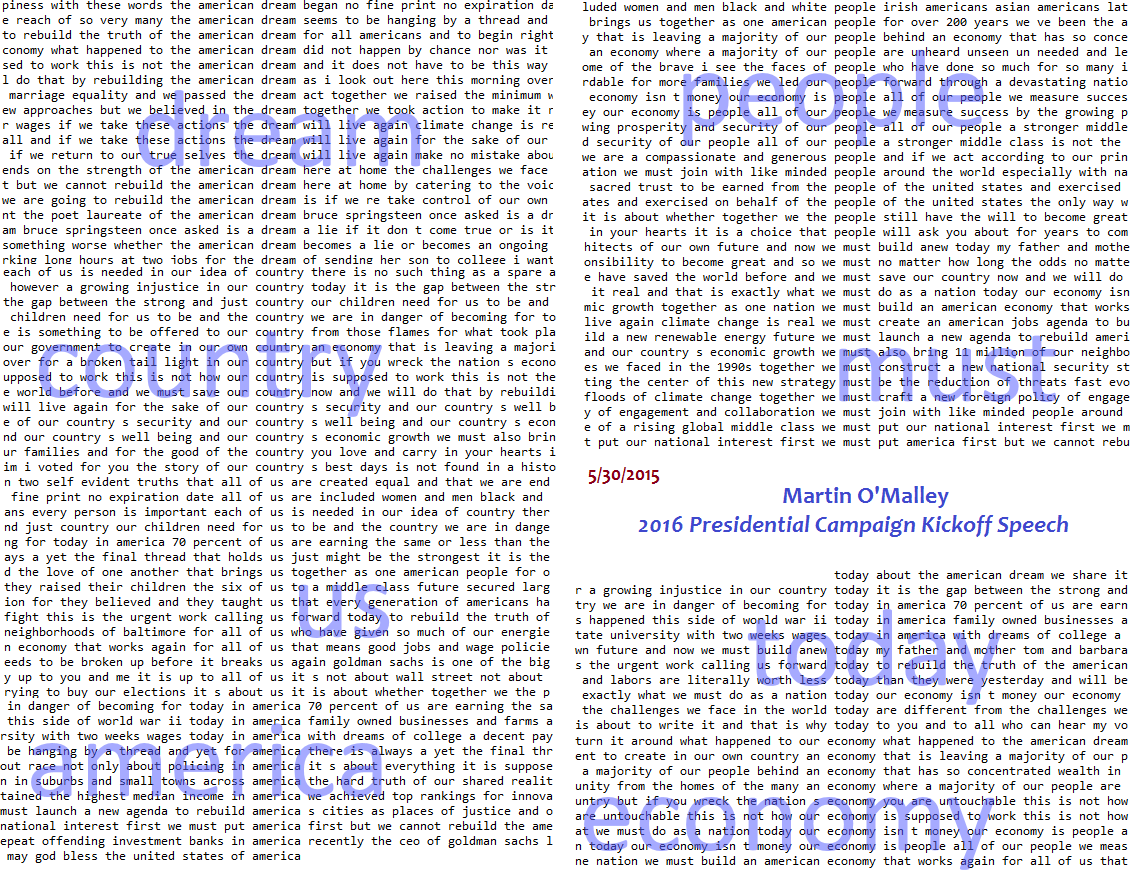 piness with these words the american dream began no fine print no expiration da
e reach of so very many the american dream seems to be hanging by a thread and
to rebuild the truth of the american dream for all americans and to begin right
conomy what happened to the american dream did not happen by chance nor was it
sed to work this is not the american dream and it does not have to be this way
l do that by rebuilding the american dream as i look out here this morning over
marriage equality and we passed the dream act together we raised the minimum w
ew approaches but we believed in the dream together we took action to make it r
r wages if we take these actions the dream will live again climate change is re
all and if we take these actions the dream will live again for the sake of our
if we return to our true selves the dream will live again make no mistake abou
ends on the strength of the american dream here at home the challenges we face
t but we cannot rebuild the american dream here at home by catering to the voic
we are going to rebuild the american dream is if we re take control of our own
nt the poet laureate of the american dream bruce springsteen once asked is a dr
am bruce springsteen once asked is a dream a lie if it don t come true or is it
something worse whether the american dream becomes a lie or becomes an ongoing
rking long hours at two jobs for the dream of sending her son to college i want
dream
each of us is needed in our idea of country there is no such thing as a spare a
however a growing injustice in our country today it is the gap between the str
the gap between the strong and just country our children need for us to be and
children need for us to be and the country we are in danger of becoming for to
e is something to be offered to our country from those flames for what took pla
our government to create in our own country an economy that is leaving a majori
over for a broken tail light in our country but if you wreck the nation s econo
upposed to work this is not how our country is supposed to work this is not the
e world before and we must save our country now and we will do that by rebuildi
will live again for the sake of our country s security and our country s well b
e of our country s security and our country s well being and our country s econ
nd our country s well being and our country s economic growth we must also brin
ur families and for the good of the country you love and carry in your hearts i
im i voted for you the story of our country s best days is not found in a histo
country
n two self evident truths that all of us are created equal and that we are end
fine print no expiration date all of us are included women and men black and
ans every person is important each of us is needed in our idea of country ther
nd just country our children need for us to be and the country we are in dange
ng for today in america 70 percent of us are earning the same or less than the
ays a yet the final thread that holds us just might be the strongest it is the
d the love of one another that brings us together as one american people for o
they raised their children the six of us to a middle class future secured larg
ion for they believed and they taught us that every generation of americans ha
fight this is the urgent work calling us forward today to rebuild the truth of
neighborhoods of baltimore for all of us who have given so much of our energie
n economy that works again for all of us that means good jobs and wage policie
eeds to be broken up before it breaks us again goldman sachs is one of the big
y up to you and me it is up to all of us it s not about wall street not about
rying to buy our elections it s about us it is about whether together we the p
us
in danger of becoming for today in america 70 percent of us are earning the sa
this side of world war ii today in america family owned businesses and farms a
rsity with two weeks wages today in america with dreams of college a decent pay
be hanging by a thread and yet for america there is always a yet the final thr
out race not only about policing in america it s about everything it is suppose
n in suburbs and small towns across america the hard truth of our shared realit
tained the highest median income in america we achieved top rankings for innova
must launch a new agenda to rebuild america s cities as places of justice and o
national interest first we must put america first but we cannot rebuild the ame
epeat offending investment banks in america recently the ceo of goldman sachs l
may god bless the united states of america
america
luded women and men black and white people irish americans asian americans lat
brings us together as one american people for over 200 years we ve been the a
y that is leaving a majority of our people behind an economy that has so conce
an economy where a majority of our people are unheard unseen un needed and le
ome of the brave i see the faces of people who have done so much for so many i
rdable for more families we led our people forward through a devastating natio
economy isn t money our economy is people all of our people we measure succes
ey our economy is people all of our people we measure success by the growing p
wing prosperity and security of our people all of our people a stronger middle
d security of our people all of our people a stronger middle class is not the
we are a compassionate and generous people and if we act according to our prin
ation we must join with like minded people around the world especially with na
sacred trust to be earned from the people of the united states and exercised
ates and exercised on behalf of the people of the united states the only way w
it is about whether together we the people still have the will to become great
in your hearts it is a choice that people will ask you about for years to com
people
hitects of our own future and now we must build anew today my father and mothe
onsibility to become great and so we must no matter how long the odds no matte
e have saved the world before and we must save our country now and we will do
it real and that is exactly what we must do as a nation today our economy isn
mic growth together as one nation we must build an american economy that works
live again climate change is real we must create an american jobs agenda to bu
ild a new renewable energy future we must launch a new agenda to rebuild ameri
and our country s economic growth we must also bring 11 million of our neighbo
es we faced in the 1990s together we must construct a new national security st
ting the center of this new strategy must be the reduction of threats fast evo
floods of climate change together we must craft a new foreign policy of engage
y of engagement and collaboration we must join with like minded people around
e of a rising global middle class we must put our national interest first we m
t put our national interest first we must put america first but we cannot rebu
must
5/30/2015
Martin O'Malley
2016 Presidential Campaign Kickoff Speech
today about the american dream we share it
r a growing injustice in our country today it is the gap between the strong and
try we are in danger of becoming for today in america 70 percent of us are earn
s happened this side of world war ii today in america family owned businesses a
tate university with two weeks wages today in america with dreams of college a
wn future and now we must build anew today my father and mother tom and barbara
s the urgent work calling us forward today to rebuild the truth of the american
and labors are literally worth less today than they were yesterday and will be
exactly what we must do as a nation today our economy isn t money our economy
the challenges we face in the world today are different from the challenges we
is about to write it and that is why today to you and to all who can hear my vo
today
turn it around what happened to our economy what happened to the american dream
ent to create in our own country an economy that is leaving a majority of our p
a majority of our people behind an economy that has so concentrated wealth in
unity from the homes of the many an economy where a majority of our people are
untry but if you wreck the nation s economy you are untouchable this is not how
are untouchable this is not how our economy is supposed to work this is not how
at we must do as a nation today our economy isn t money our economy is people a
n today our economy isn t money our economy is people all of our people we meas
ne nation we must build an american economy that works again for all of us that
economy